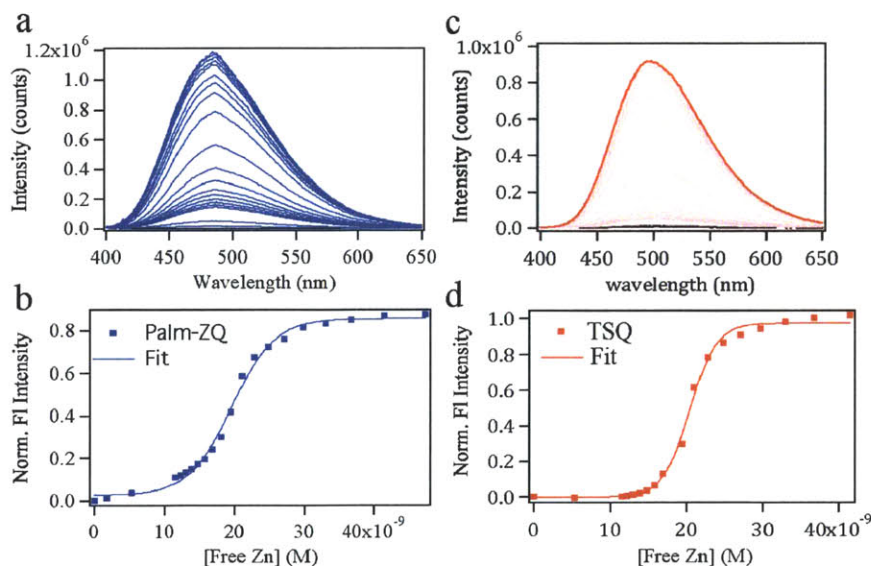 a
1.2x10⁶
1.0
0.8
0.6
0.4
0.2
0.0
Intensity (counts)
400 450 500 550 600 650
Wavelength (nm)
c
1.0x10⁶
0.8
0.6
0.4
0.2
0.0
Intensity (counts)
400 450 500 550 600 650
wavelength (nm)
b
0.8
0.6
0.4
0.2
0.0
Norm. Fl Intensity
Palm-ZQ
Fit
0 10 20 30 40x10⁻⁹
[Free Zn] (M)
d
1.0
0.8
0.6
0.4
0.2
0.0
Norm. Fl Intensity
TSQ
Fit
0 10 20 30 40x10⁻⁹
[Free Zn] (M)